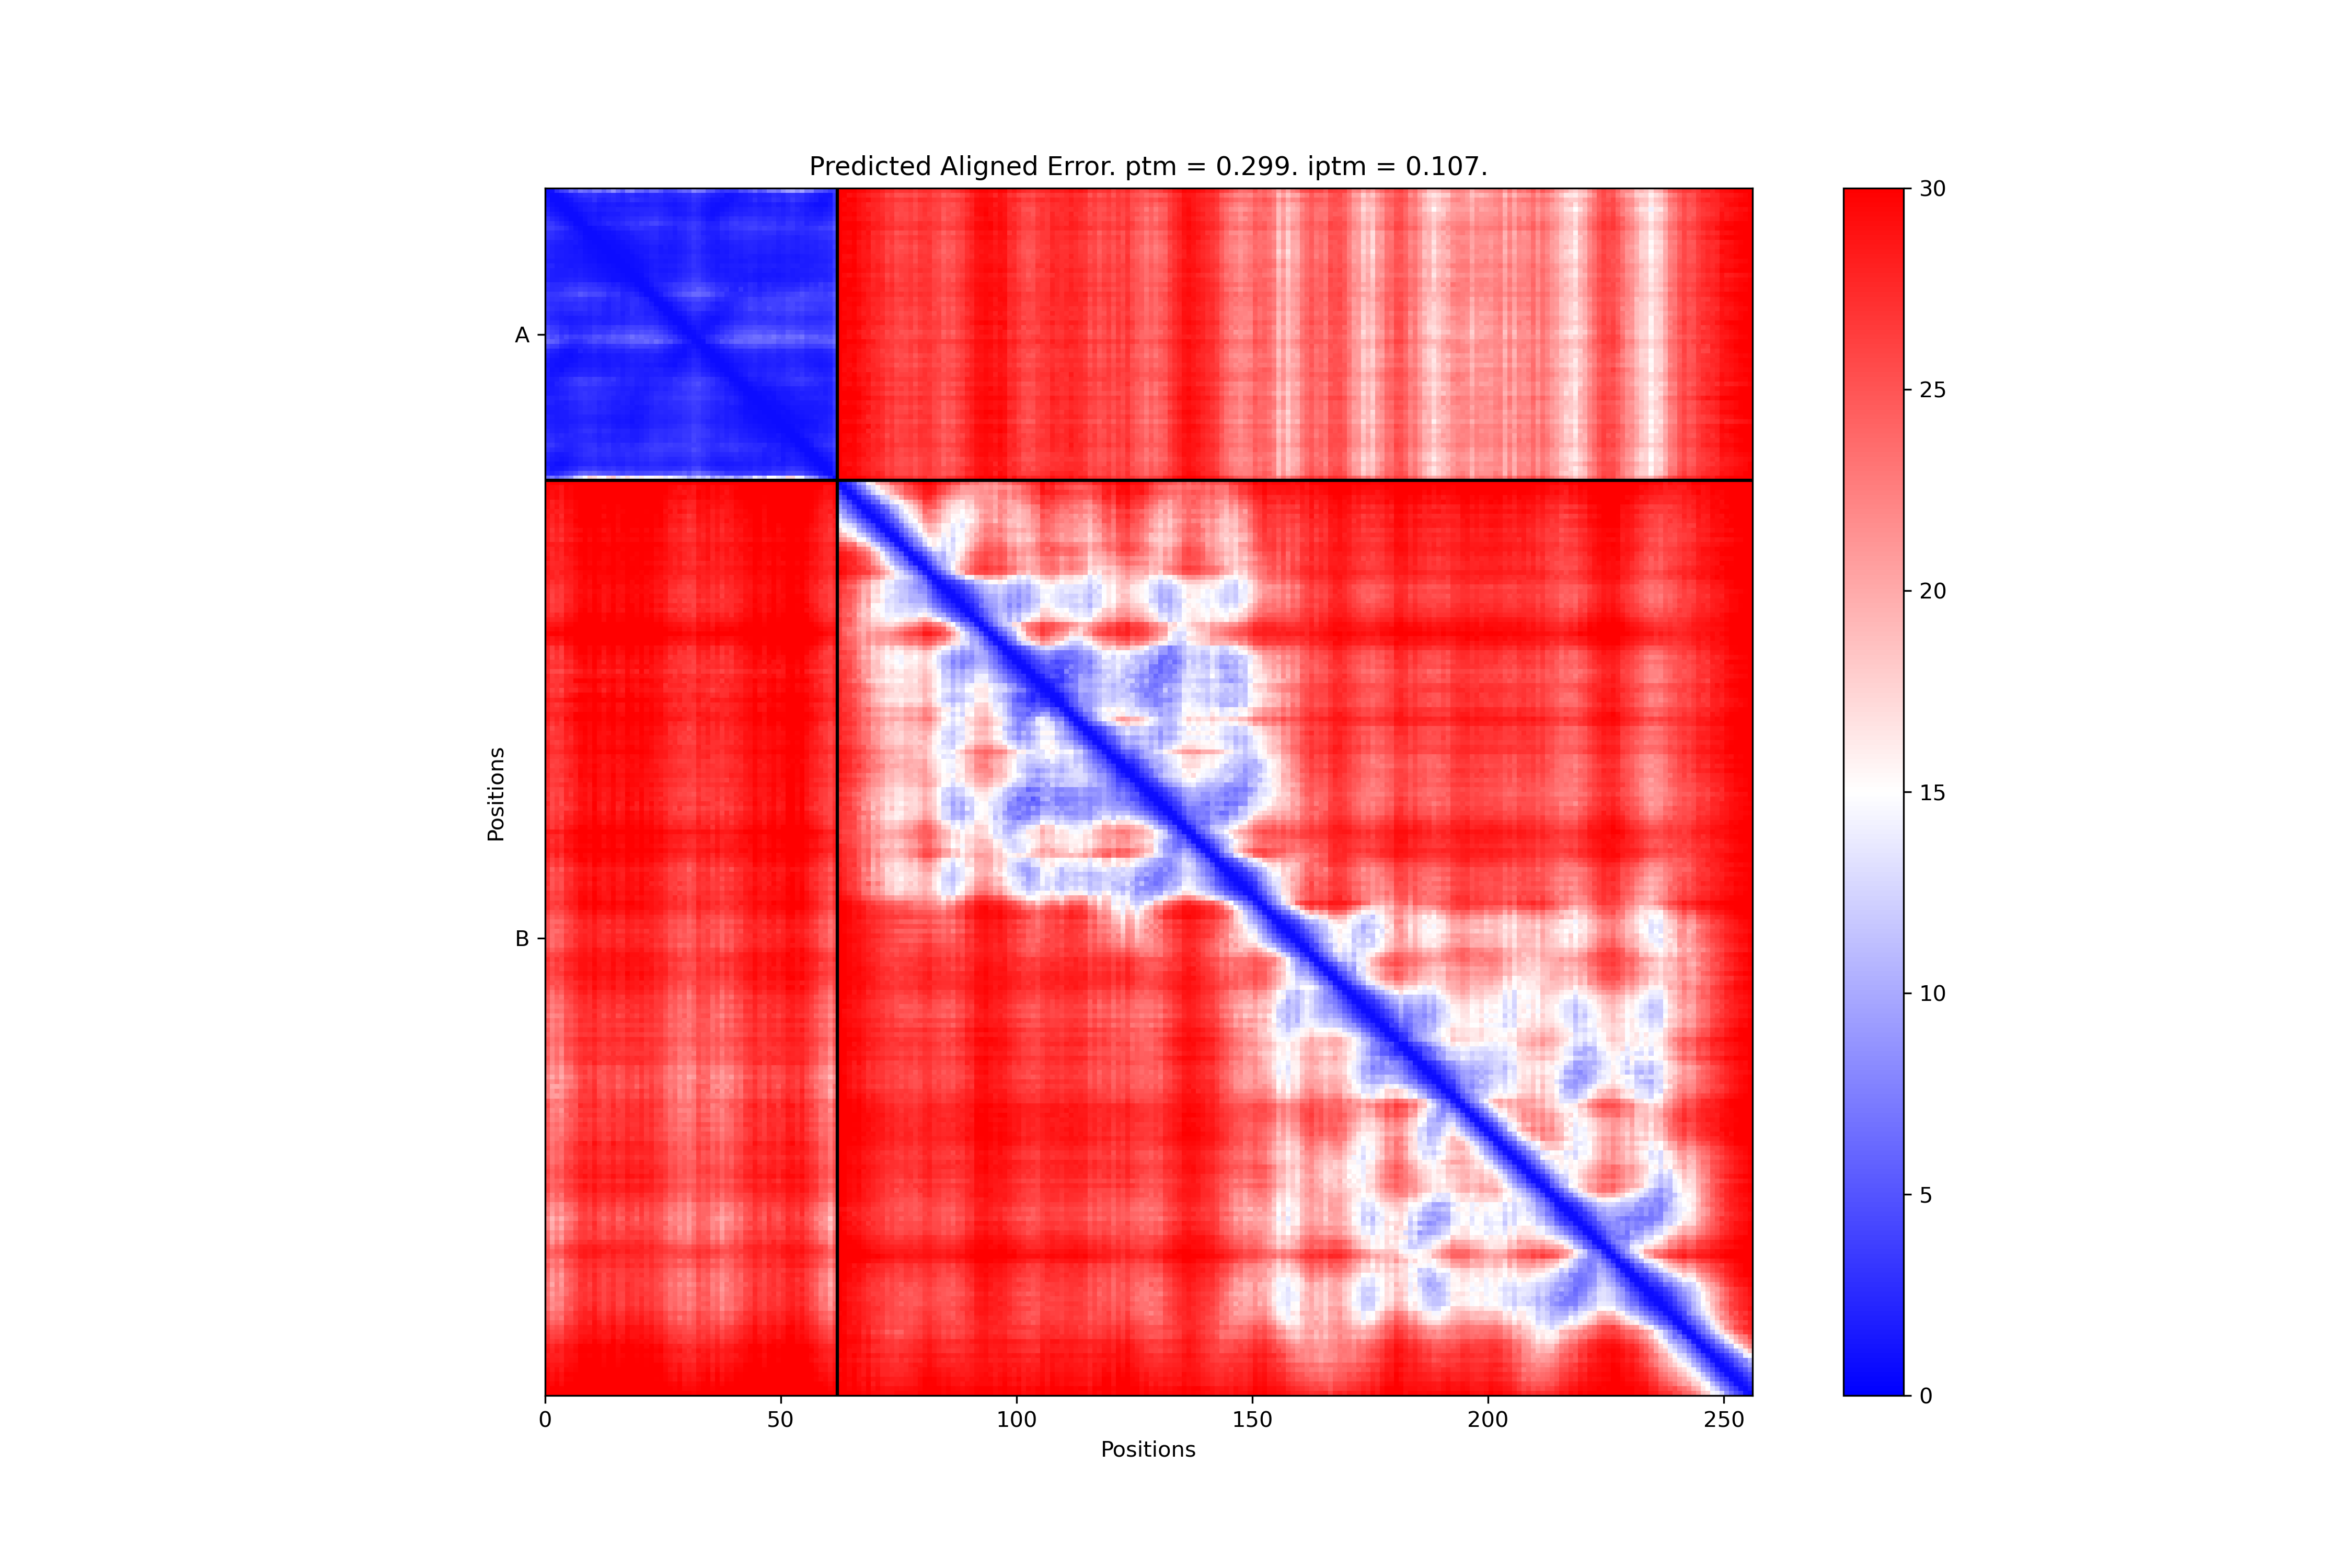 Predicted Aligned Error. ptm = 0.299. iptm = 0.107.
A
B
Positions
0 50 100 150 200 250
Positions
30
25
20
15
10
5
0